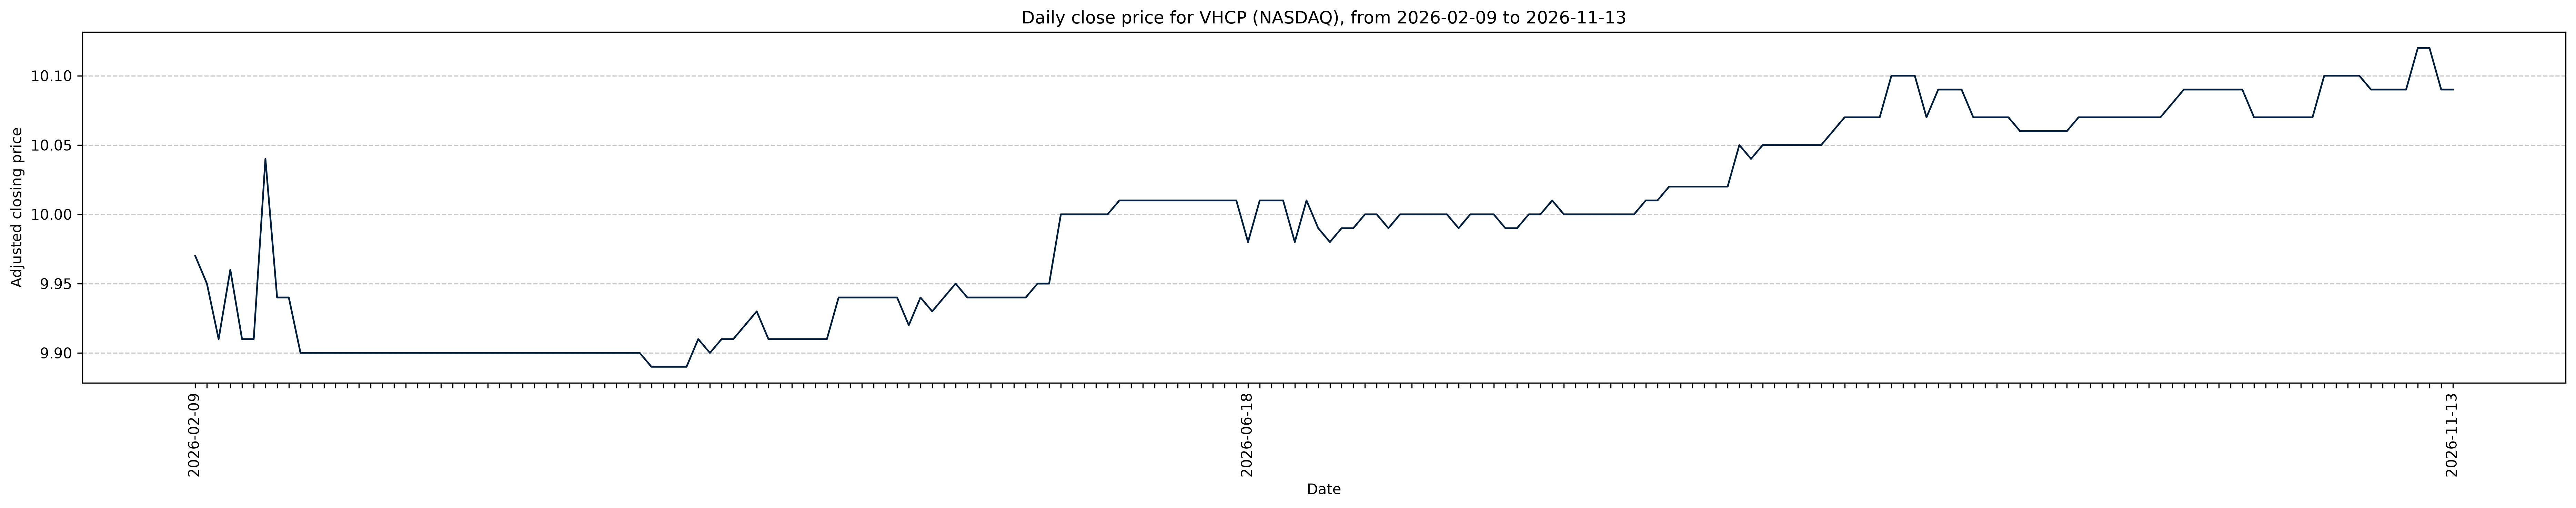 Daily close price for VHCP (NASDAQ), from 2026-02-09 to 2026-11-13
Adjusted closing price
10.10
10.05
10.00
9.95
9.90
2026-02-09
2026-06-18
2026-11-13
Date